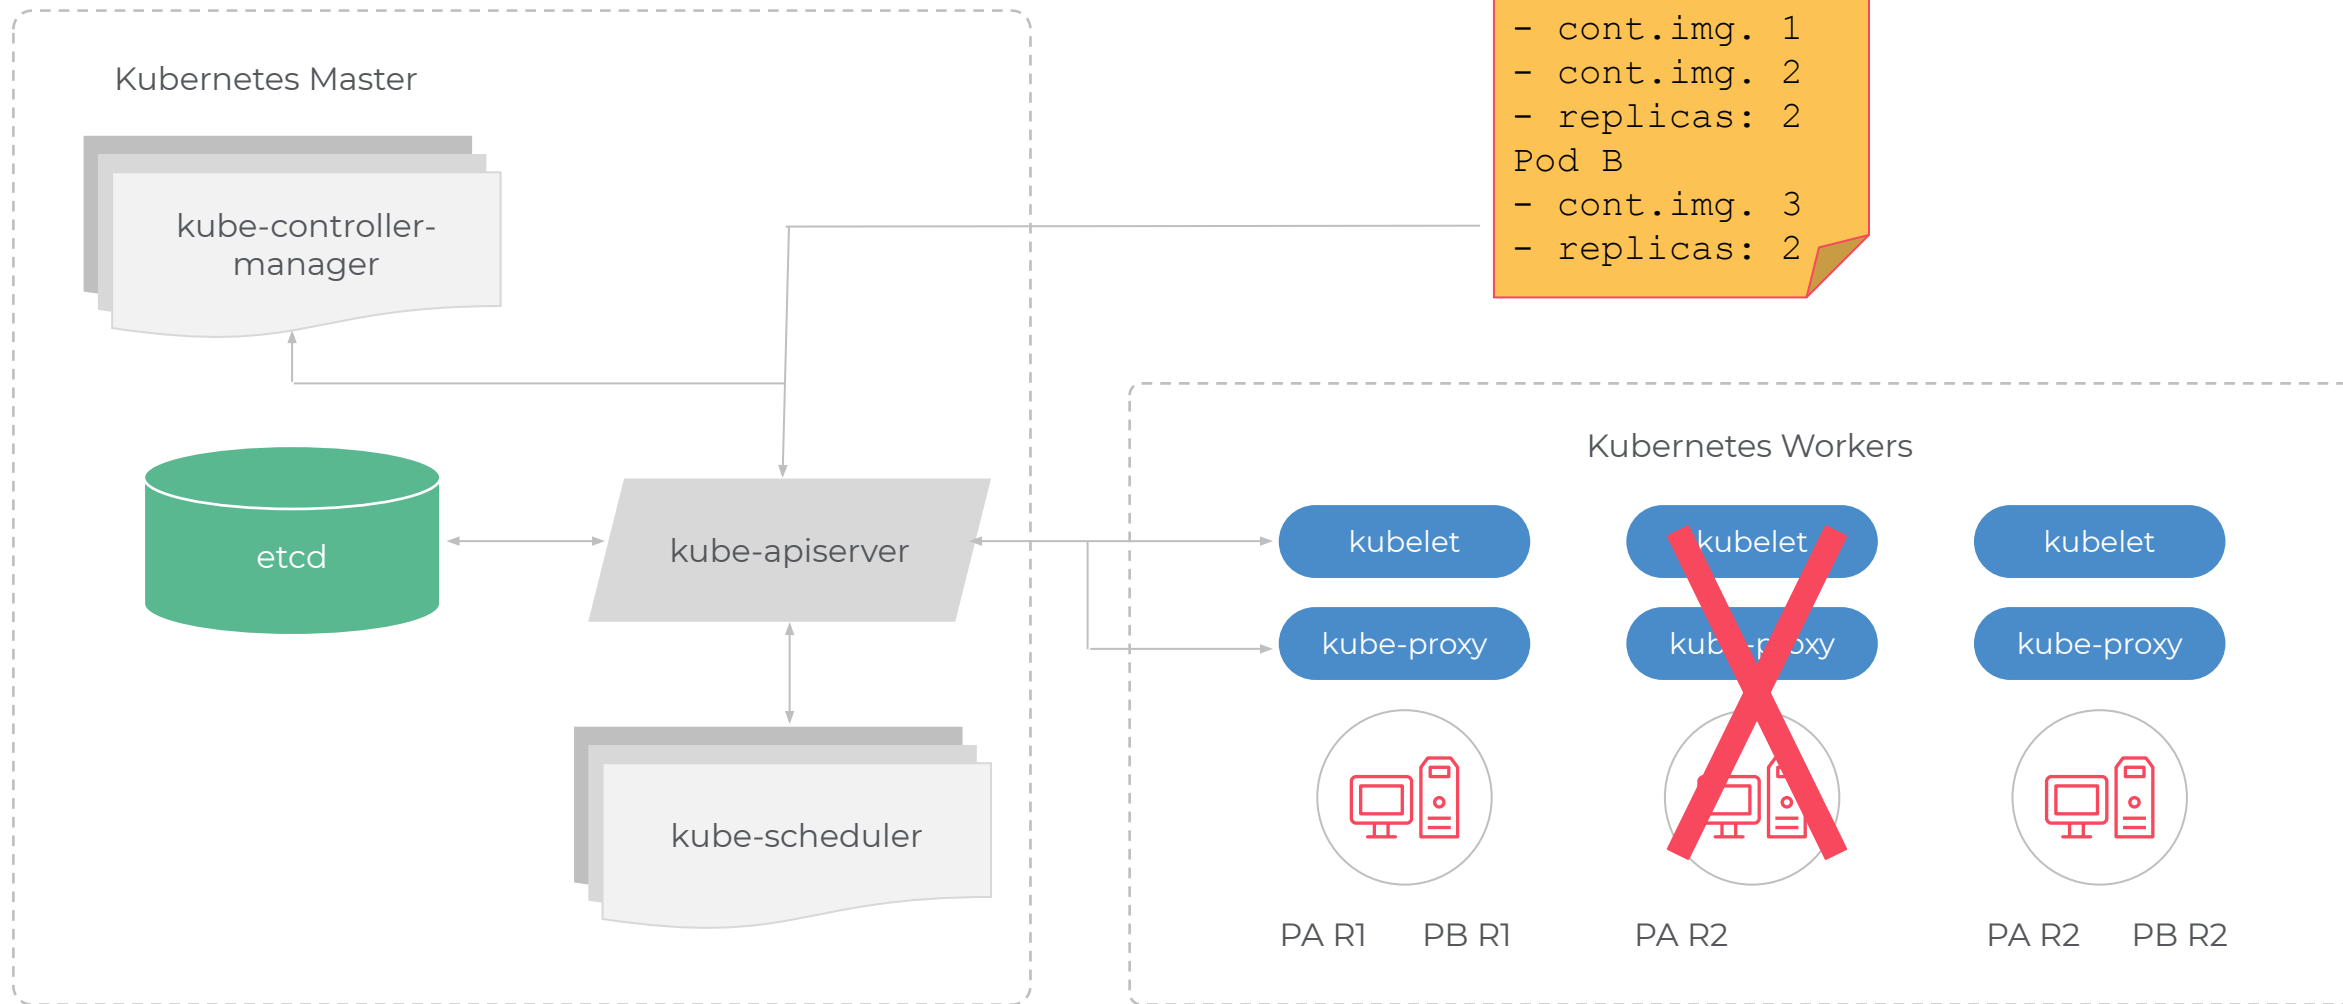 - cont.img. 1
- cont.img. 2
- replicas: 2
Pod B
- cont.img. 3
- replicas: 2
Kubernetes Master
kube-controller-
manager
etcd
kube-apiserver
kube-scheduler
Kubernetes Workers
kubelet
kubelet
kubelet
kube-proxy
kube-proxy
kube-proxy
PA R1
PB R1
PA R2
PA R2
PB R2